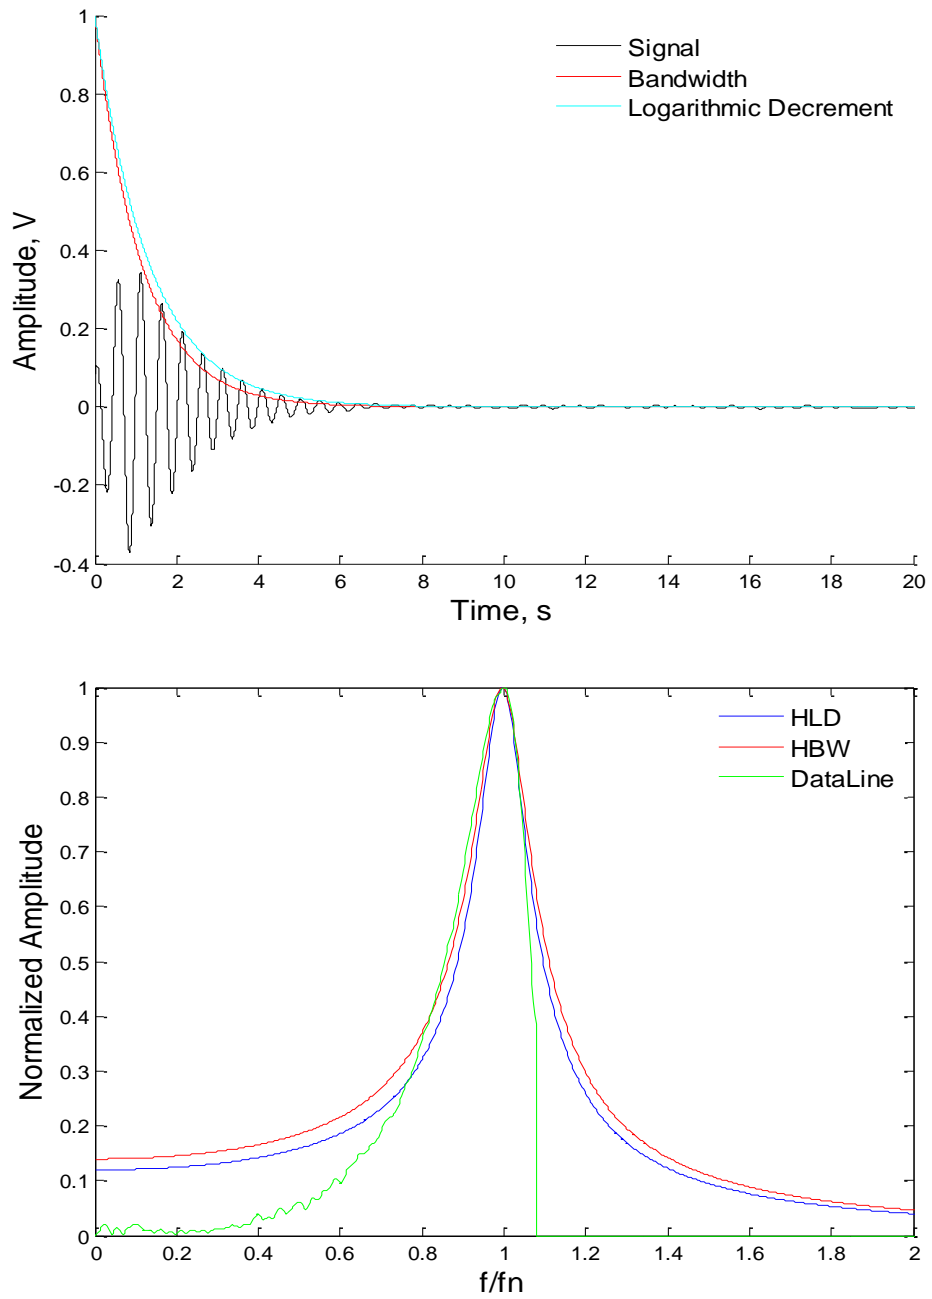 1
Signal
Bandwidth
0.8
Logarithmic Decrement
0.6
Amplitude, V
0.4
0.2
0
-0.2
-0.4
0 2 4 6 8 10 12 14 16 18 20
Time, s
1
HLD
0.9
HBW
DataLine
0.8
0.7
0.6
Normalized Amplitude
0.5
0.4
0.3
0.2
0.1
0
0 0.2 0.4 0.6 0.8 1 1.2 1.4 1.6 1.8 2
f/fn